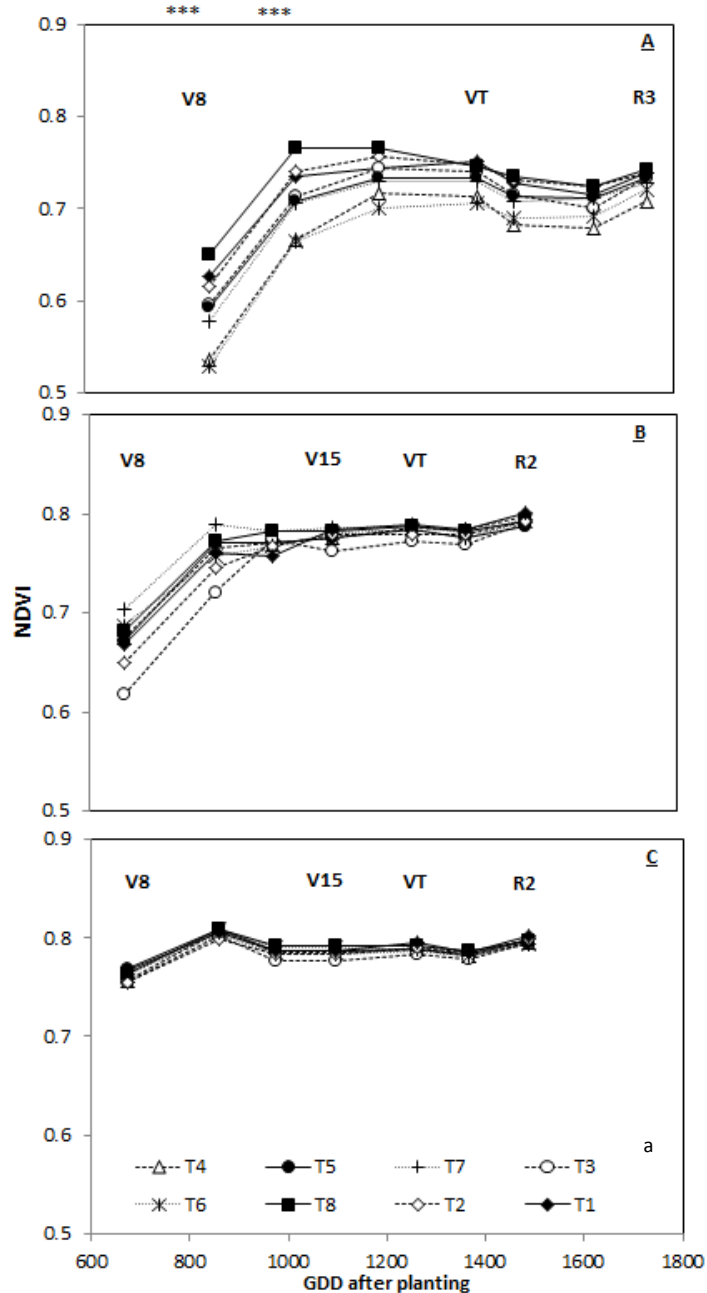 *** ***
0.9
A
V8 VT R3
0.8
0.7
0.6
0.5
0.9
B
V8 V15 VT R2
0.8
0.7
0.6
0.5
NDVI
0.9
C
V8 V15 VT R2
0.8
0.7
0.6
a
T4 T5 T7 T3
T6 T8 T2 T1
0.5
600 800 1000 1200 1400 1600 1800
GDD after planting